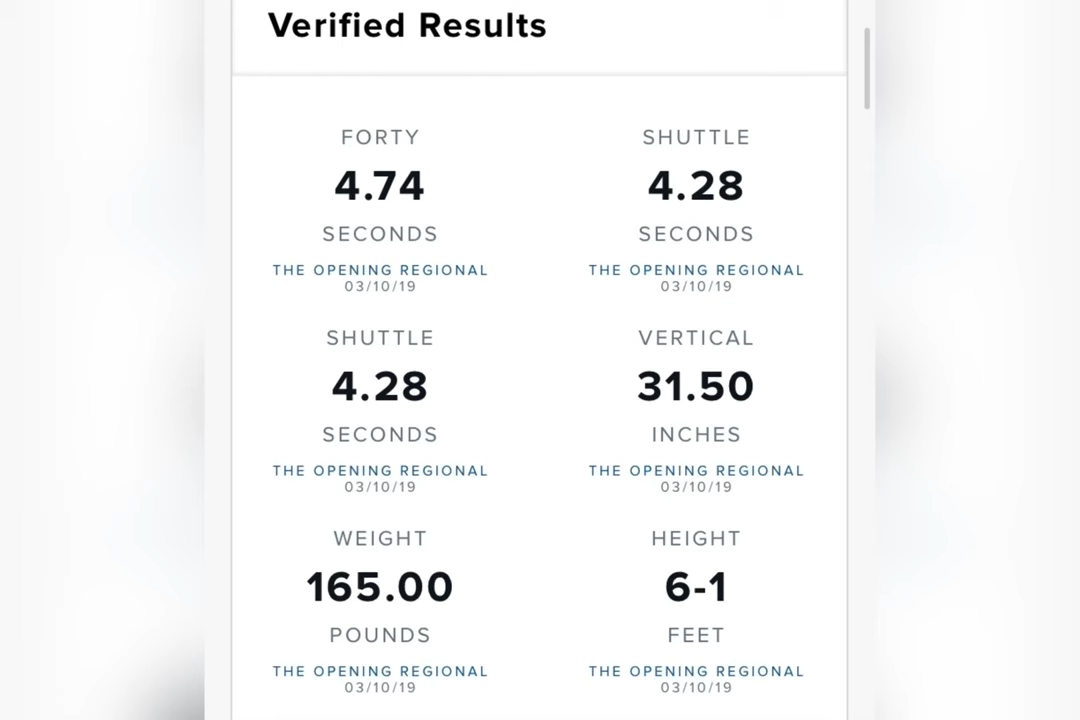 Verified Results
FORTY
4.74
SECONDS
THE OPENING REGIONAL
03/10/19
SHUTTLE
4.28
SECONDS
THE OPENING REGIONAL
03/10/19
SHUTTLE
4.28
SECONDS
THE OPENING REGIONAL
03/10/19
VERTICAL
31.50
INCHES
THE OPENING REGIONAL
03/10/19
WEIGHT
165.00
POUNDS
THE OPENING REGIONAL
03/10/19
HEIGHT
6-1
FEET
THE OPENING REGIONAL
03/10/19